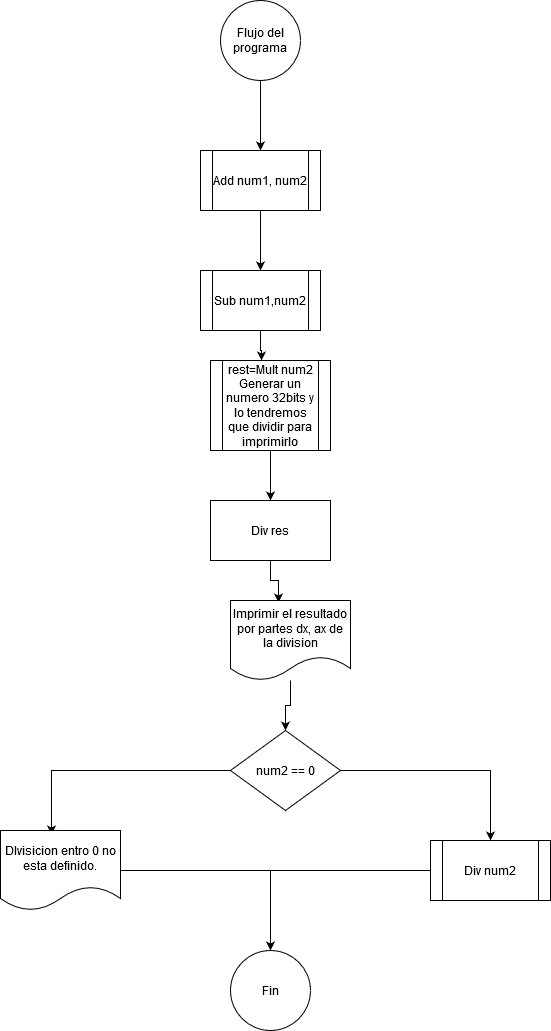 Flujo del
programa
Add num1, num2
Sub num1,num2
rest=Mult num2
Generar un
numero 32bits y
lo tendremos
que dividir para
imprimirlo
Div res
Imprimir el resultado
por partes dx, ax de
la division
num2 == 0
DIvisicion entro 0 no
esta definido.
Div num2
Fin